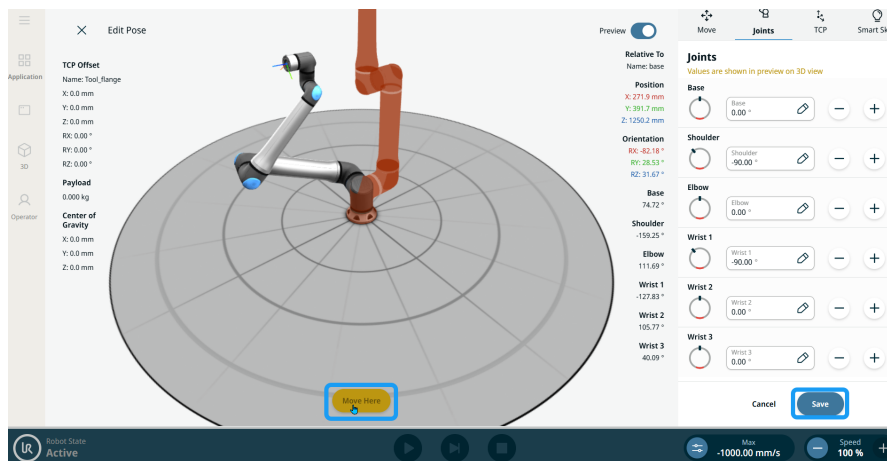 Edit Pose
Preview
Application
3D
Operator
TCP Offset
Name: Tool_flange
X: 0.0 mm
Y: 0.0 mm
Z: 0.0 mm
RX: 0.00 °
RY: 0.00 °
RZ: 0.00 °
Payload
0.000 kg
Center of
Gravity
X: 0.0 mm
Y: 0.0 mm
Z: 0.0 mm
Relative To
Name: base
Position
X: 271.9 mm
Y: 391.7 mm
Z: 1250.2 mm
Orientation
RX: -82.18 °
RY: 28.53 °
RZ: 31.67 °
Base
74.72 °
Shoulder
-159.25 °
Elbow
111.69 °
Wrist 1
-127.83 °
Wrist 2
105.77 °
Wrist 3
40.09 °
Move Here
Move
Joints
TCP
Smart Sk
Joints
Values are shown in preview on 3D view
Base
Base
0.00 °
Shoulder
Shoulder
-90.00 °
Elbow
Elbow
0.00 °
Wrist 1
Wrist 1
-90.00 °
Wrist 2
Wrist 2
0.00 °
Wrist 3
Wrist 3
0.00 °
Cancel
Save
UR
Robot State
Active
Max
-1000.00 mm/s
Speed
100 %